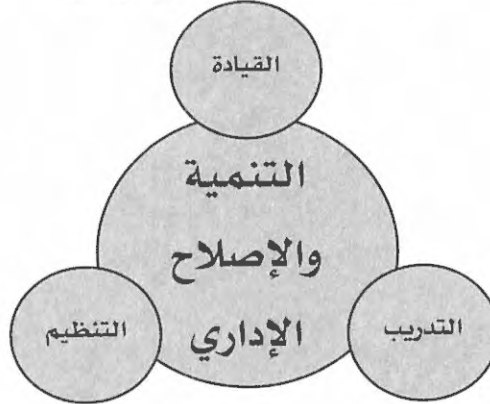 القيادة
التنمية
والإصلاح
الإداري
التدريب
التنظيم